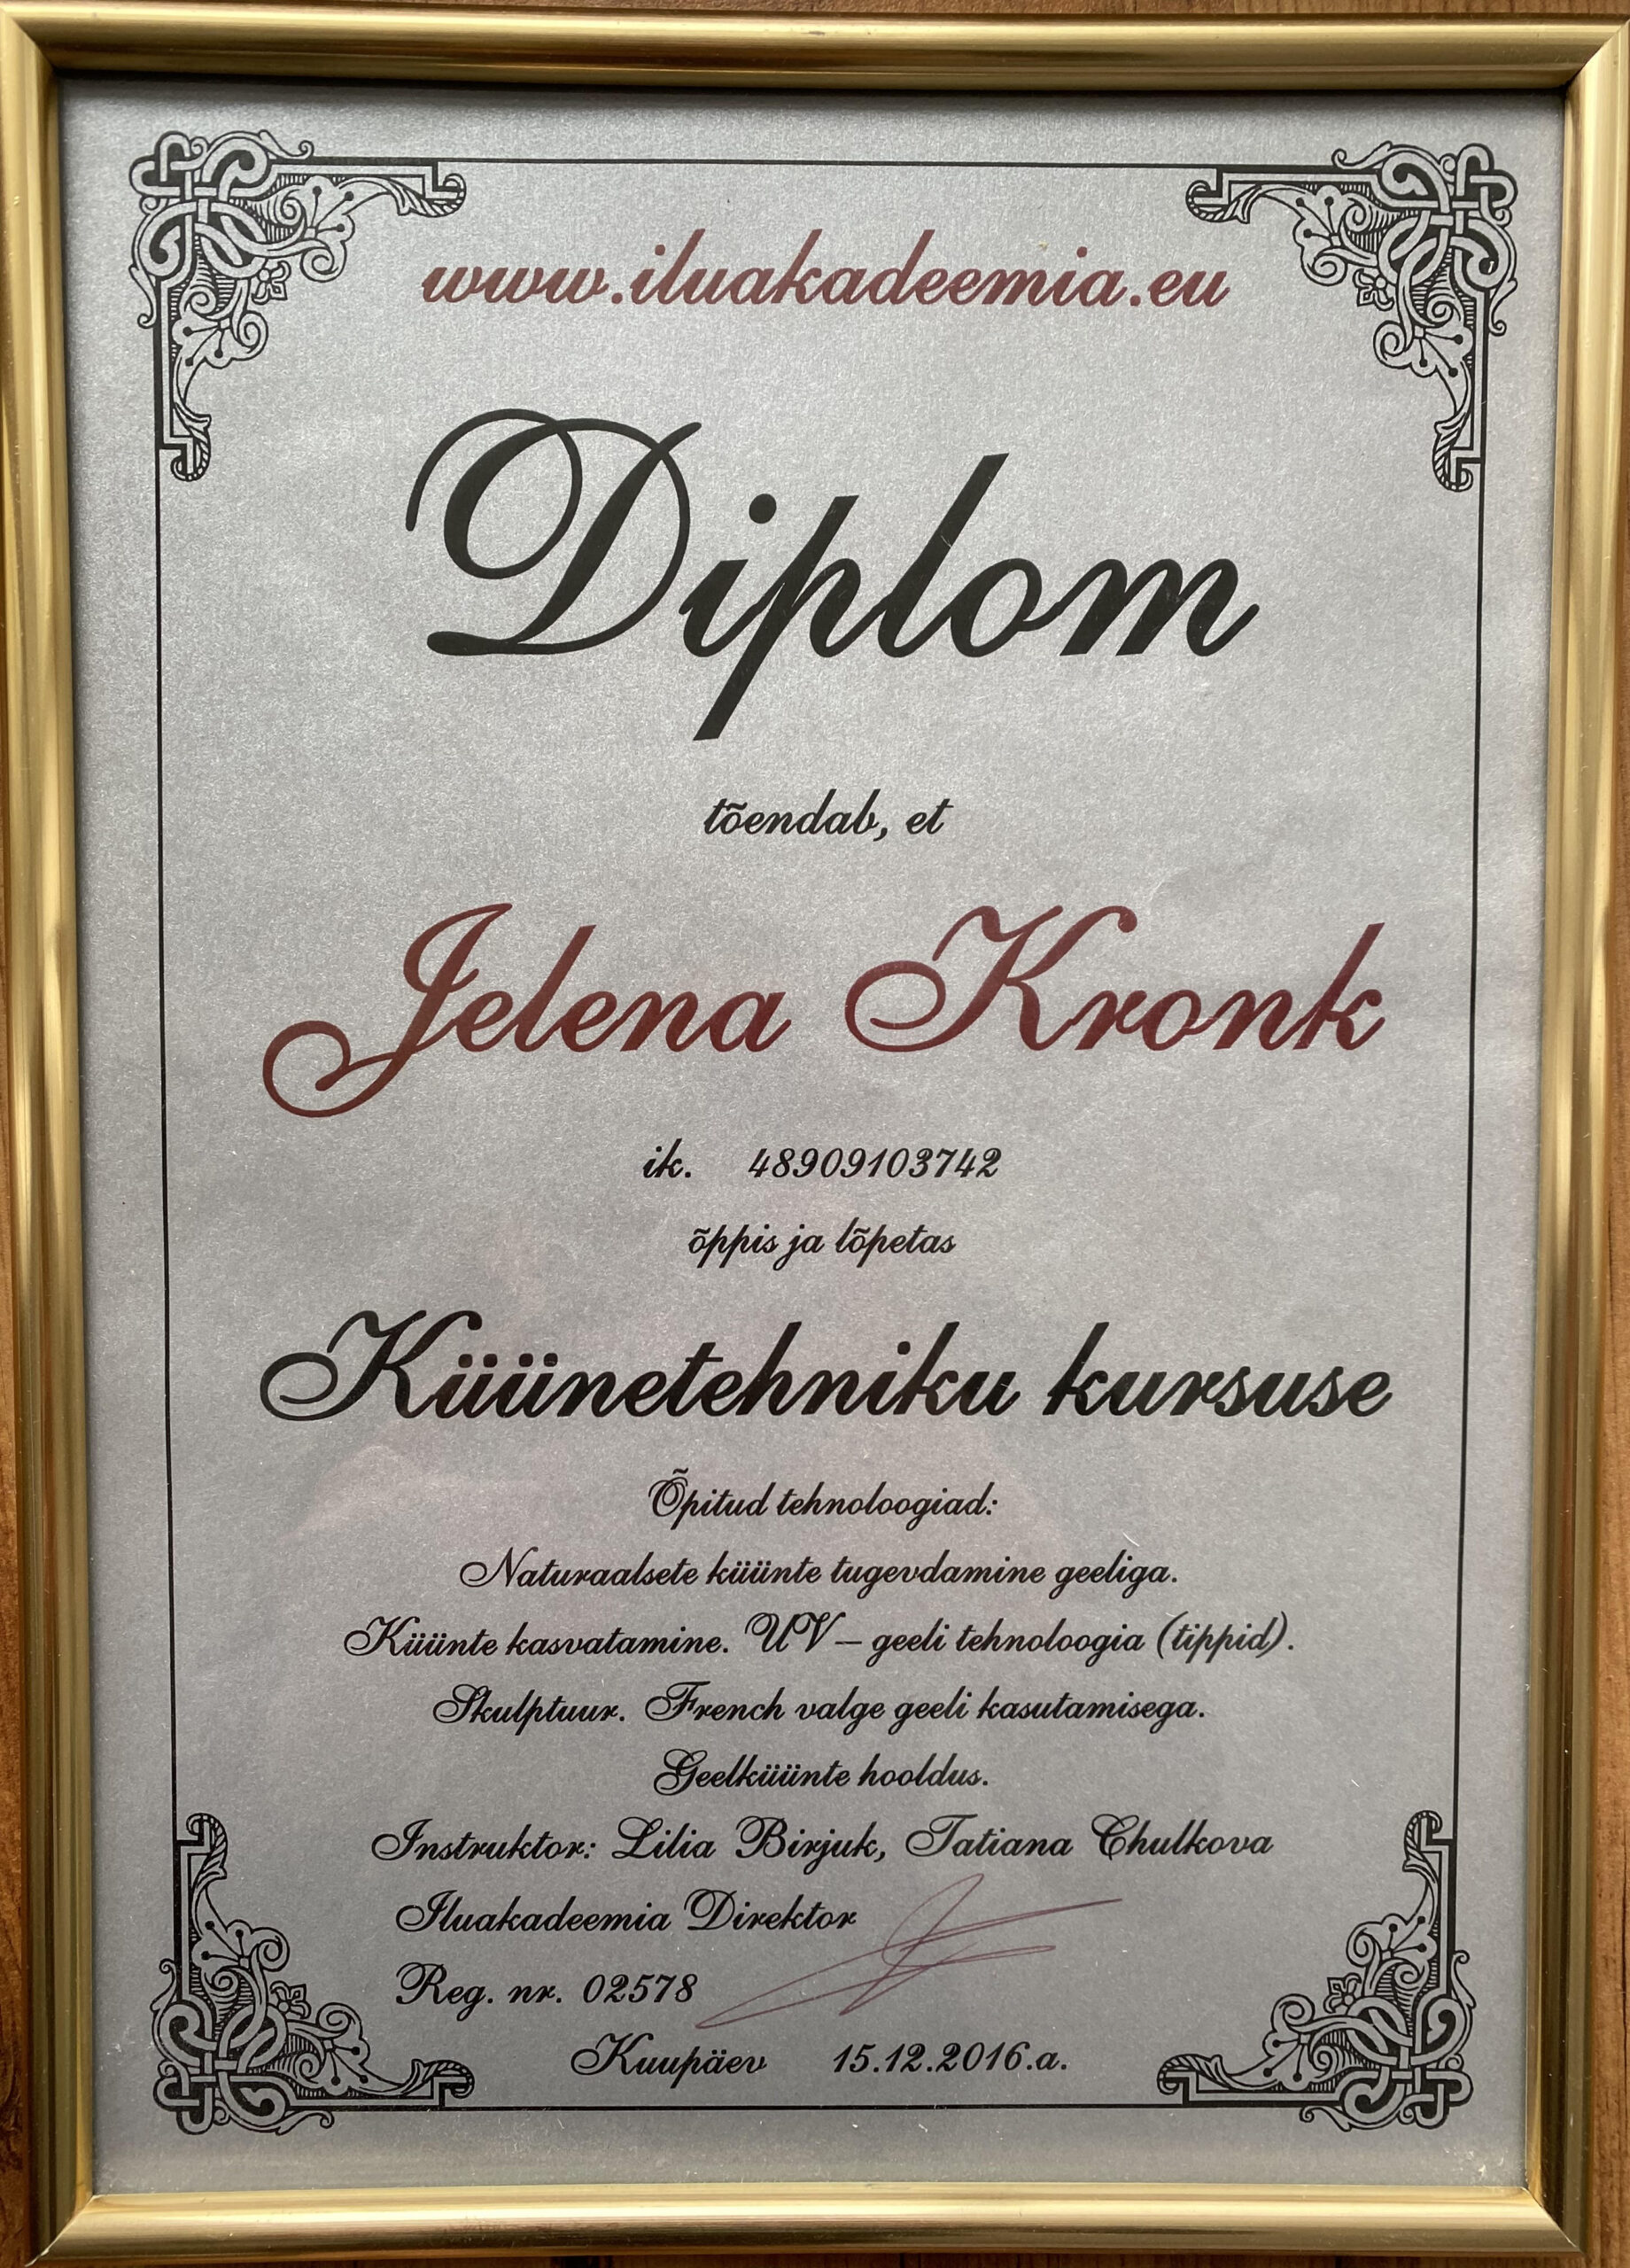 www.iluakadeemia.eu
Diplom
tõendab, et
Jelena Kronk
ik. 48909103742
õppis ja lõpetas
Küünetehniku kursuse
Õpitud tehnoloogiad:
Naturaalsete küünte tugevdamine geeliga.
Küünte kasvatamine. UV – geeli tehnoloogia (tippid).
Skulptuur. French valge geeli kasutamisega.
Geelküünte hooldus.
Instruktor: Lilia Birjuk, Tatiana Chulkova
Iluakadeemia Direktor
Reg. nr. 02578
Kuupäev 15.12.2016.a.